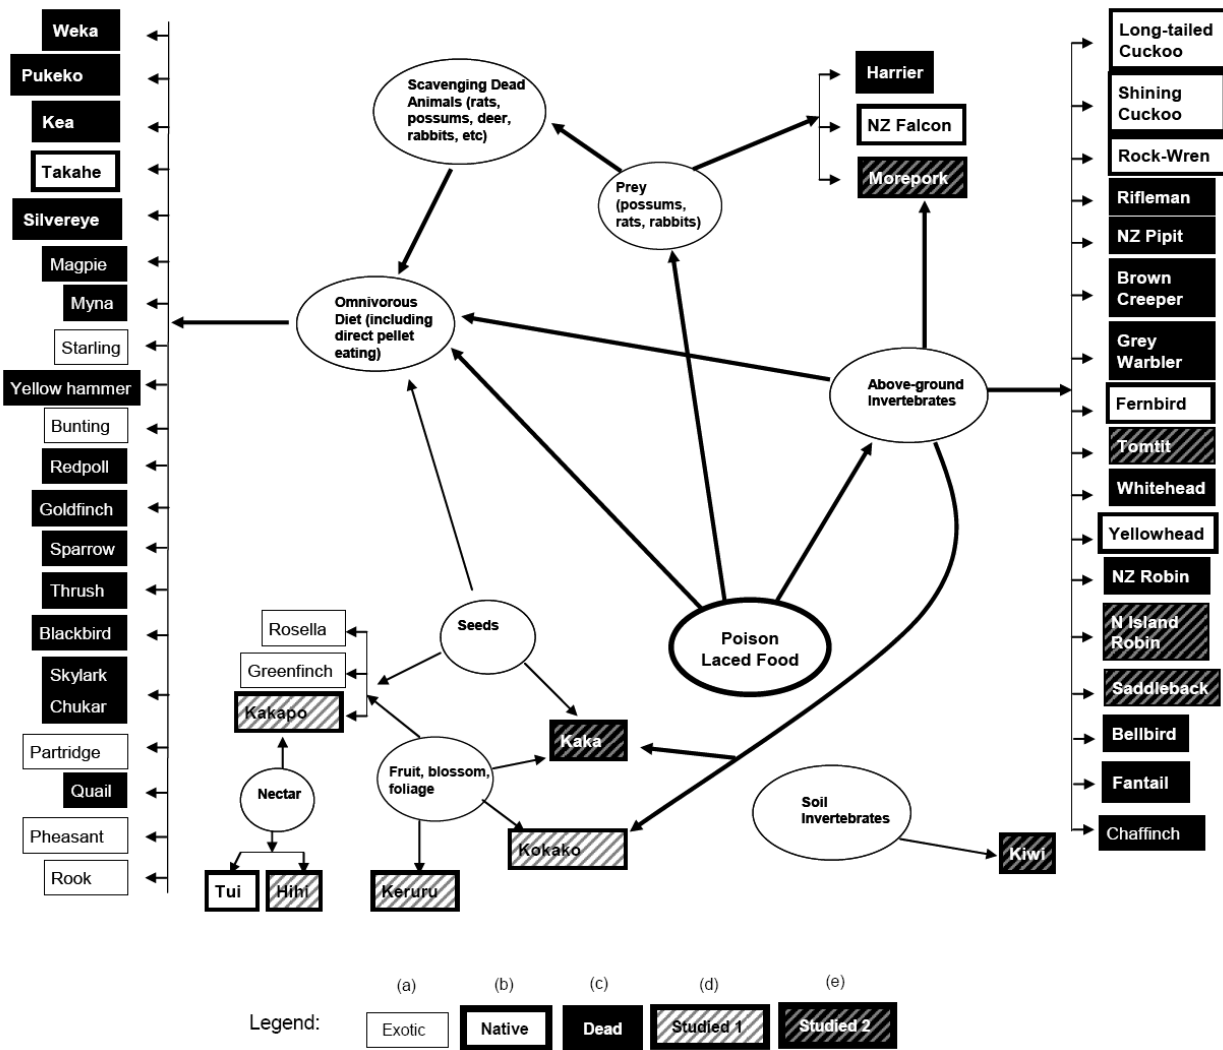 Weka
Pukeko
Kea
Takahe
Silvereye
Magpie
Myna
Starling
Yellow hammer
Bunting
Redpoll
Goldfinch
Sparrow
Thrush
Blackbird
Skylark
Chukar
Partridge
Quail
Pheasant
Rook
Scavenging Dead
Animals (rats,
possums, deer,
rabbits, etc)
Prey
(possums,
rats, rabbits)
Harrier
NZ Falcon
Morepork
Omnivorous
Diet (including
direct pellet
eating)
Above-ground
Invertebrates
Seeds
Poison
Laced Food
Rosella
Greenfinch
Kakapo
Kaka
Fruit, blossom,
foliage
Nectar
Kokako
Soil
Invertebrates
Kiwi
Tui
Hihi
Keruru
Long-tailed
Cuckoo
Shining
Cuckoo
Rock-Wren
Rifleman
NZ Pipit
Brown
Creeper
Grey
Warbler
Fernbird
Tomtit
Whitehead
Yellowhead
NZ Robin
N Island
Robin
Saddleback
Bellbird
Fantail
Chaffinch
(a) (b) (c) (d) (e)
Legend: Exotic Native Dead Studied 1 Studied 2